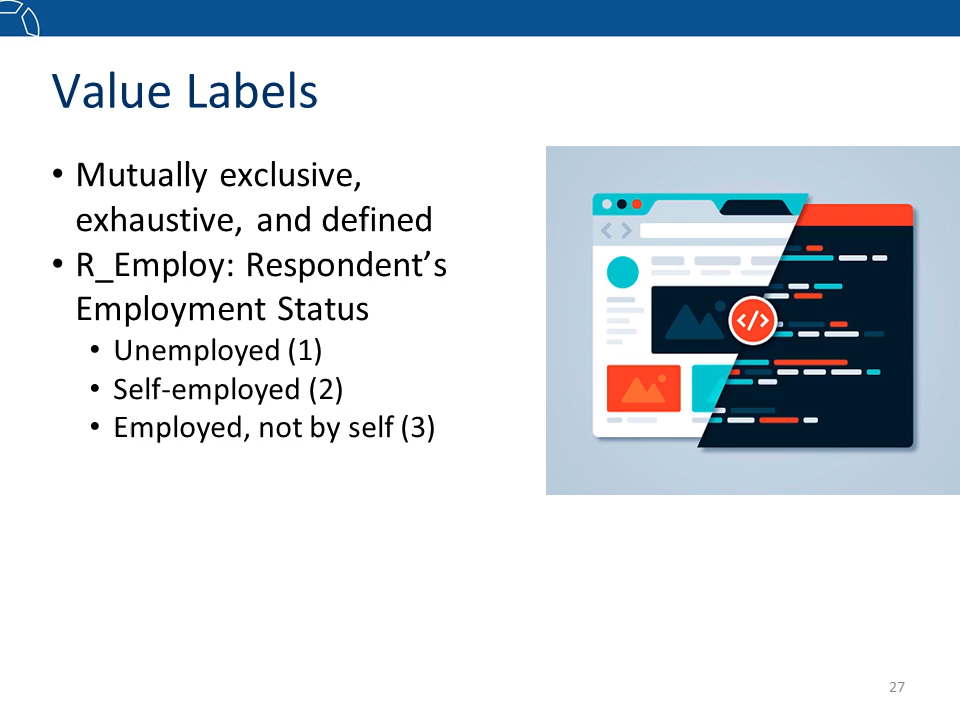 Value Labels
• Mutually exclusive,
exhaustive, and defined
• R_Employ: Respondent’s
Employment Status
• Unemployed (1)
• Self-employed (2)
• Employed, not by self (3)
</>
27